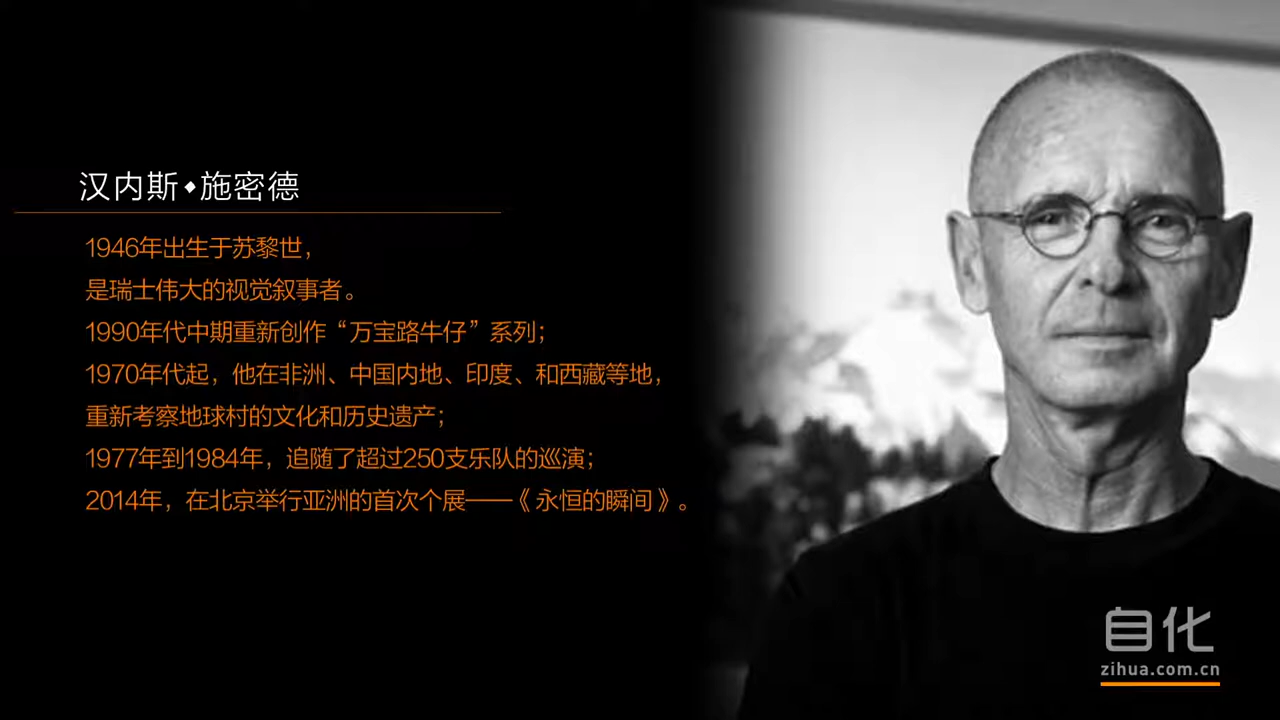 汉内斯◆施密德
1946年出生于苏黎世，
是瑞士伟大的视觉叙事者。
1990年代中期重新创作“万宝路牛仔”系列；
1970年代起，他在非洲、中国内地、印度、和西藏等地，
重新考察地球村的文化和历史遗产；
1977年到1984年，追随了超过250支乐队的巡演；
2014年，在北京举行亚洲的首次个展——《永恒的瞬间》。
自化
zihua.com.cn